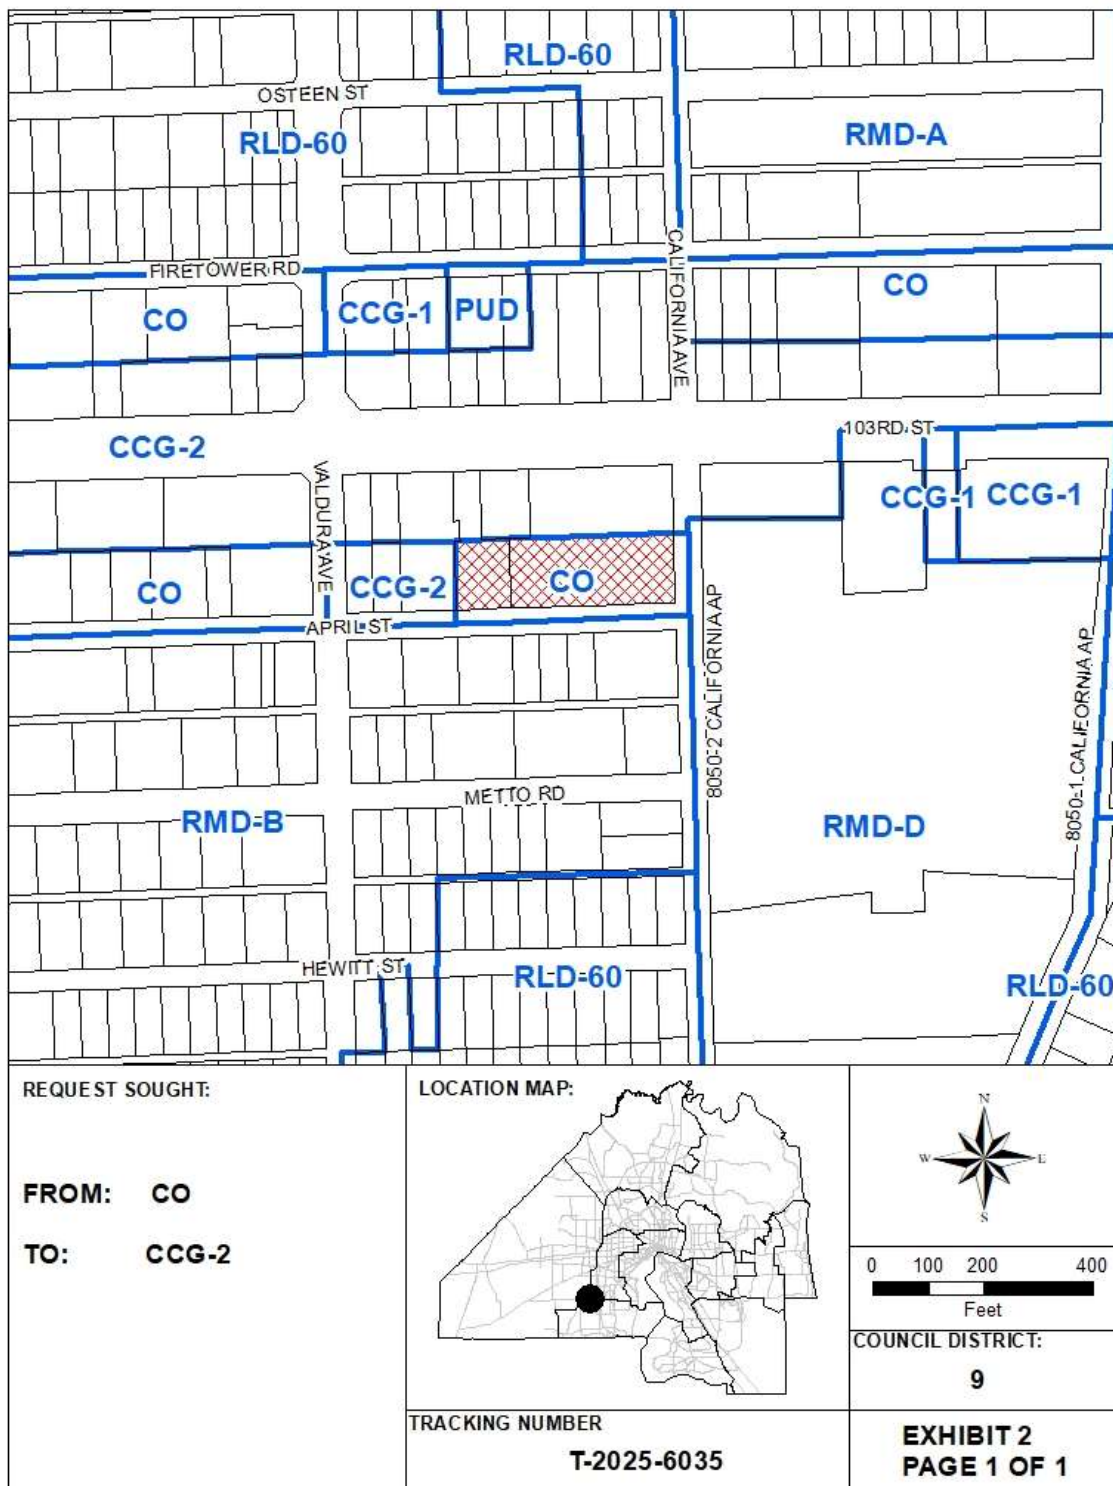 RLD-60
OSTEEN ST
RLD-60
RMD-A
CALIFORNIA AVE
FIRETOWER RD
CO
CCG-1
PUD
CO
CCG-2
103RD ST
VALDURA AVE
CCG-1
CCG-1
CO
CCG-2
CO
APRIL ST
8050-2 CALIFORNIA AP
8050-1 CALIFORNIA AP
METTO RD
RMD-B
RMD-D
HEWITT ST
RLD-60
RLD-60
REQUEST SOUGHT:
FROM: CO
TO: CCG-2
LOCATION MAP:
N
W E
S
0 100 200 400
Feet
COUNCIL DISTRICT:
9
TRACKING NUMBER
T-2025-6035
EXHIBIT 2
PAGE 1 OF 1